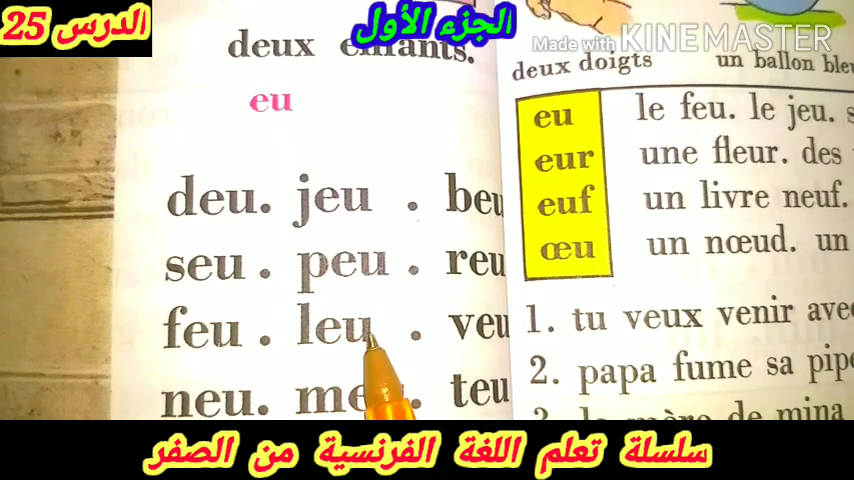 الدرس 25
الجزء الأول
Made with KINEMASTER
deux enfants.
eu
deu. jeu . beu
seu . peu . reu
feu . leu . veu
neu. . teu
deux doigts
un ballon bleu
eu le feu. le jeu.
eur une fleur. des
euf un livre neuf.
œu un nœud. un
1. tu veux venir avec
2. papa fume sa pipe
mère de mina
سلسلة تعلم اللغة الفرنسية من الصفر